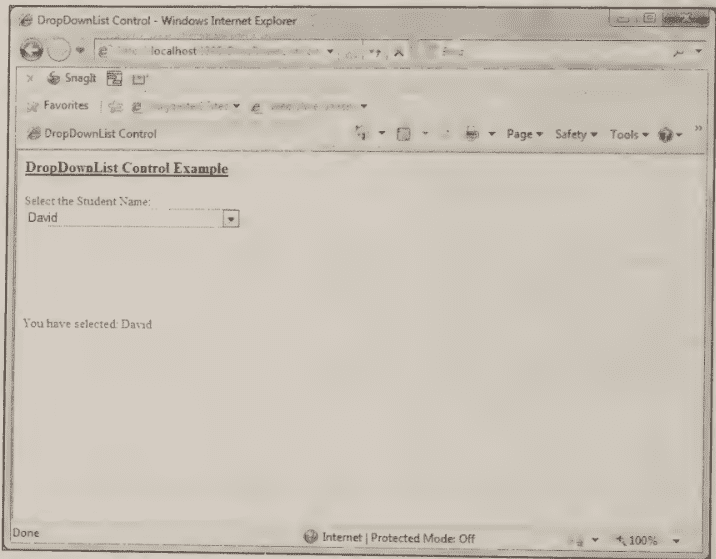 DropDownList Control - Windows Internet Explorer
localhost
x Snagit
Favorites
DropDownList Control Page Safety Tools »
DropDownList Control Example
Select the Student Name:
David
You have selected: David
Done Internet | Protected Mode: Off 100%